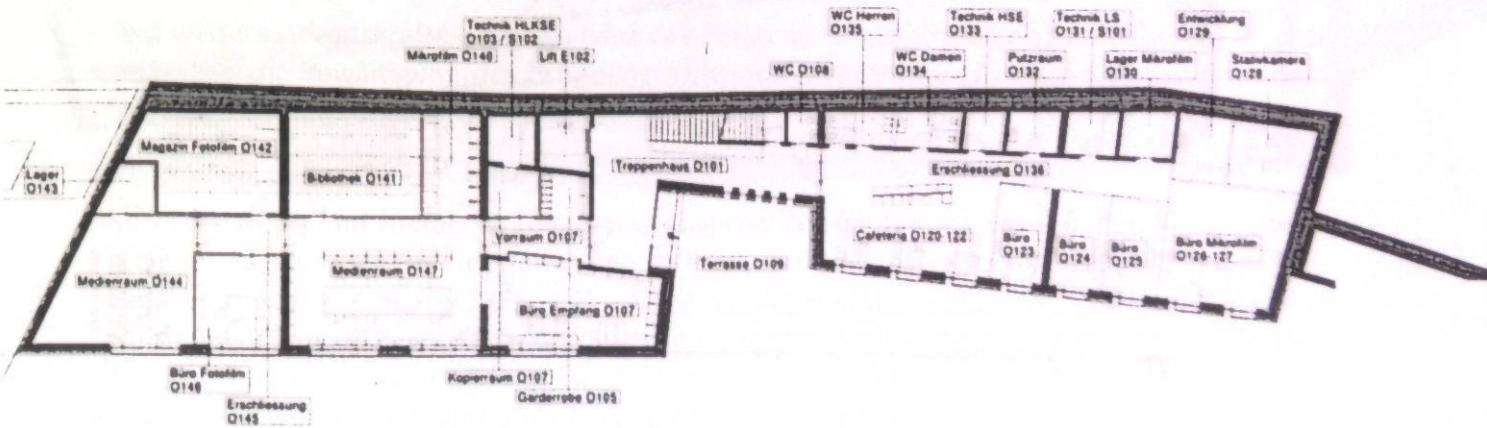 Technik HLKSE
O103 / S102
Mikrofilm O140
Lift E102
WC O108
WC Herren
O135
WC Damen
O134
Technik HSE
O133
Putzraum
O132
Technik LS
O131 / S101
Lager Mikrofilm
O130
Entwicklung
O129
Stativkamera
O128
Magazin Fotofilm O142
Lager
O143
Bibliothek O141
Treppenhaus O101
Erschliessung O136
Vorraum O107
Cafeteria O120-122
Büro
O123
Büro
O124
Büro
O125
Büro Mikrofilm
O126-127
Medienraum O144
Medienraum O147
Terrasse O109
Büro Empfang O107
Büro Fotofilm
O146
Kopierraum O107
Erschliessung
O145
Garderrobe O105